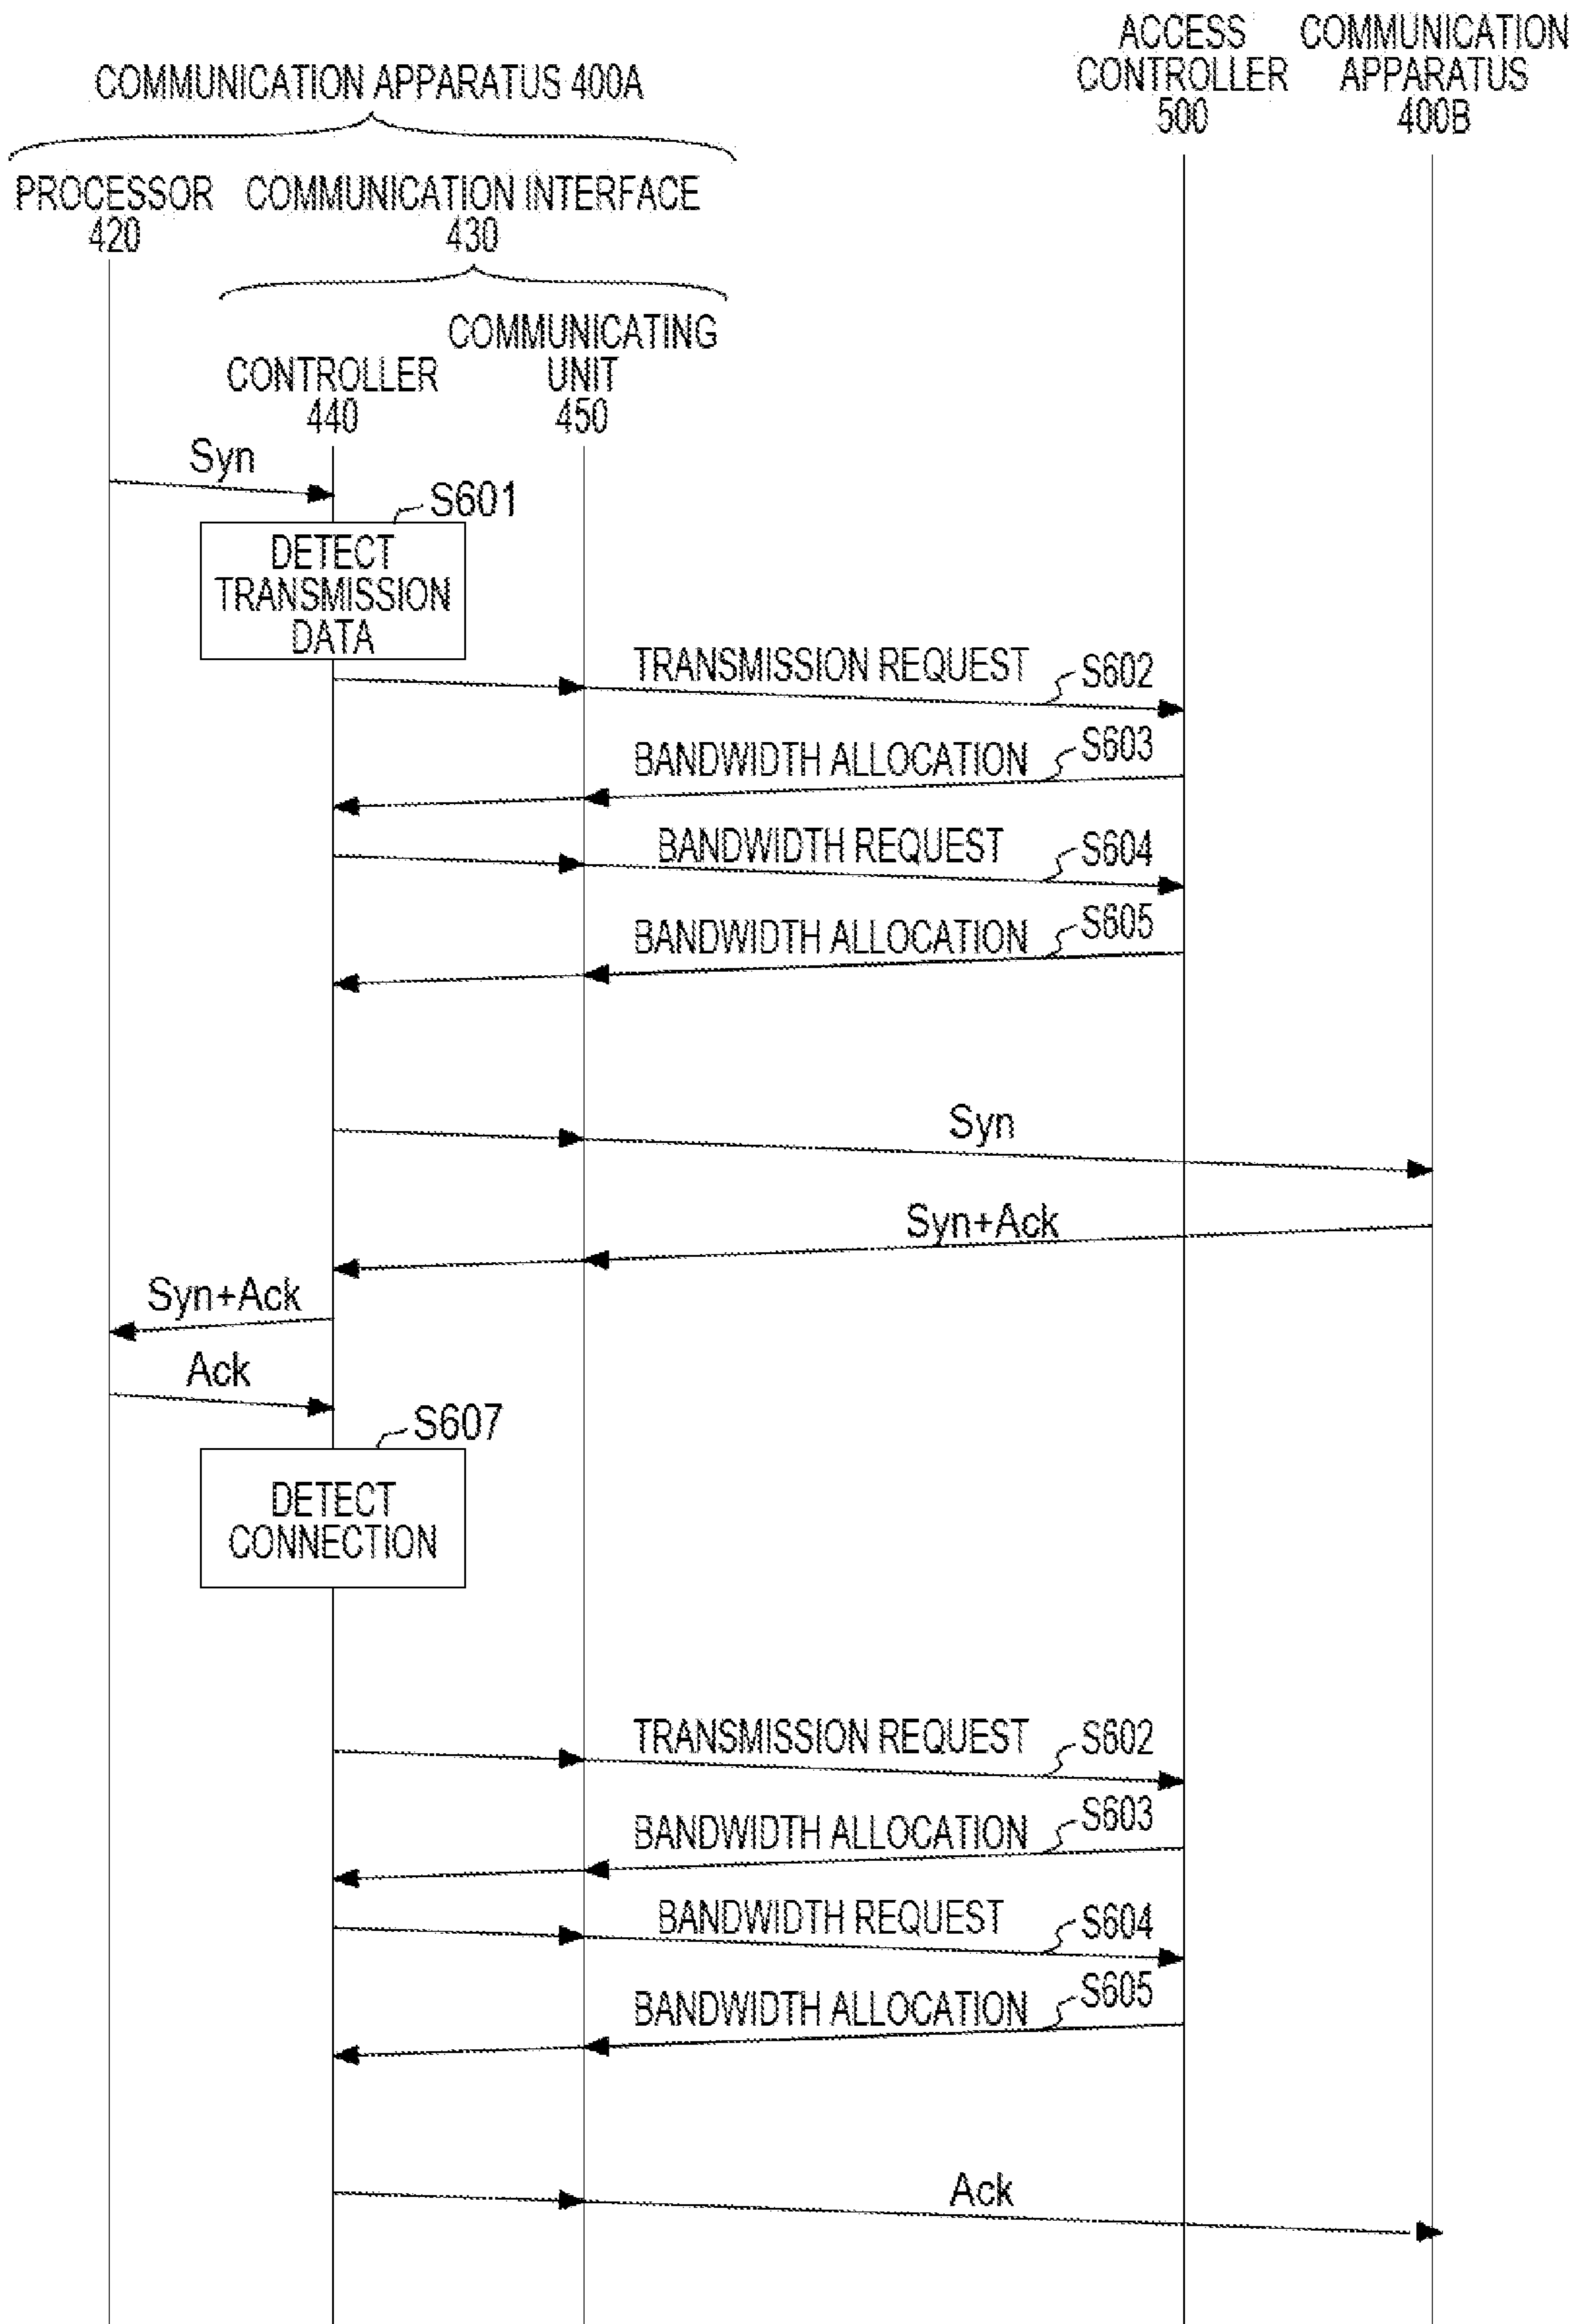 ACCESS
CONTROLLER
500
COMMUNICATION
APPARATUS
400B
COMMUNICATION APPARATUS 400A
PROCESSOR
420
COMMUNICATION INTERFACE
430
CONTROLLER
440
COMMUNICATING
UNIT
450
Syn
S601
DETECT
TRANSMISSION
DATA
TRANSMISSION REQUEST
S602
BANDWIDTH ALLOCATION
S603
BANDWIDTH REQUEST
S604
BANDWIDTH ALLOCATION
S605
Syn
Syn+Ack
Syn+Ack
Ack
S607
DETECT
CONNECTION
TRANSMISSION REQUEST
S602
BANDWIDTH ALLOCATION
S603
BANDWIDTH REQUEST
S604
BANDWIDTH ALLOCATION
S605
Ack